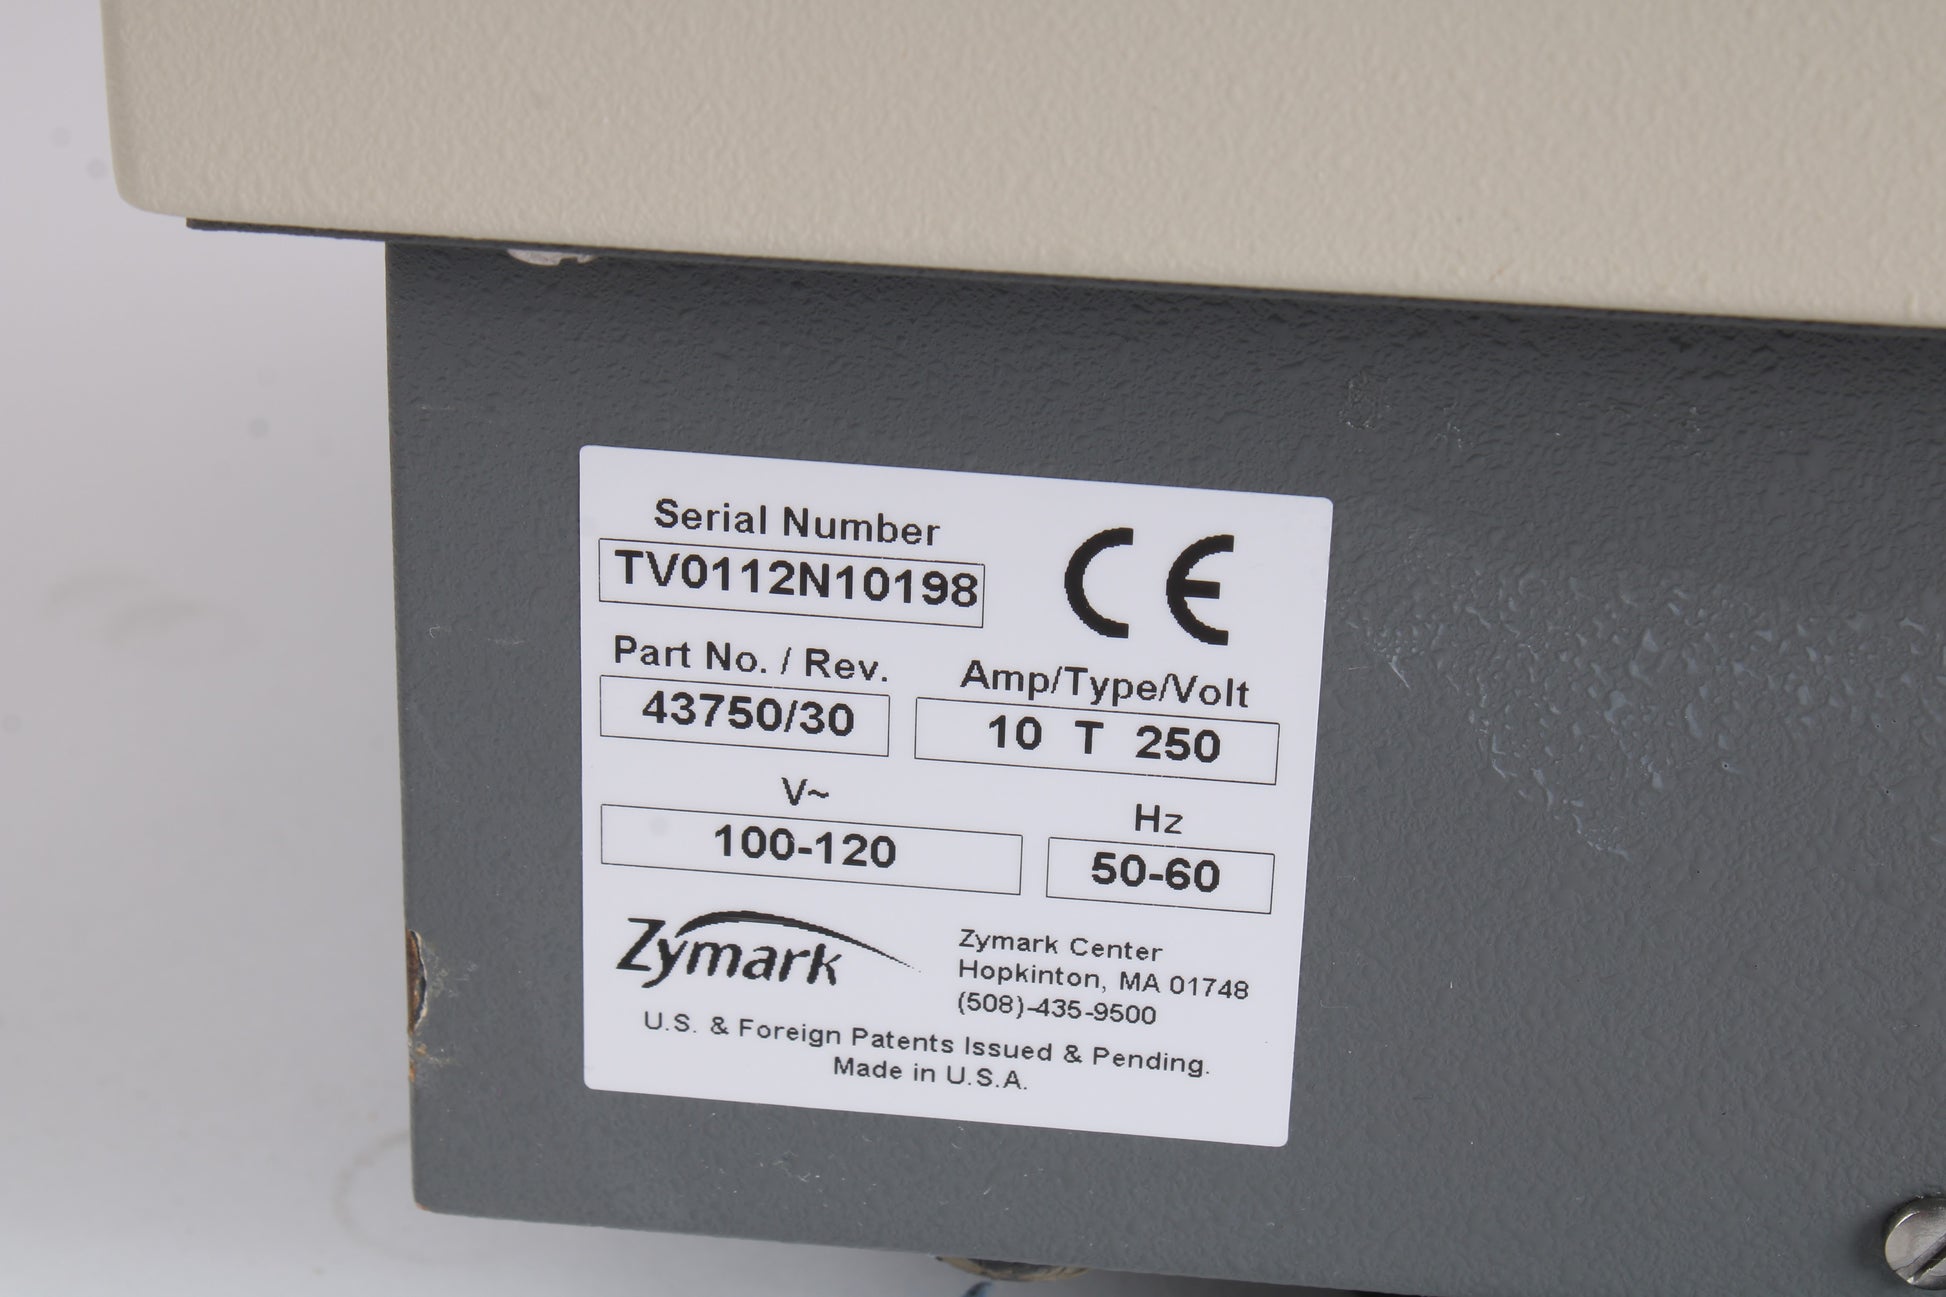 Serial Number
TV0112N10198
CE
Part No. / Rev.
43750/30
Amp/Type/Volt
10 T 250
V~
100-120
Hz
50-60
Zymark
Zymark Center
Hopkinton, MA 01748
(508)-435-9500
U.S. & Foreign Patents Issued & Pending.
Made in U.S.A.